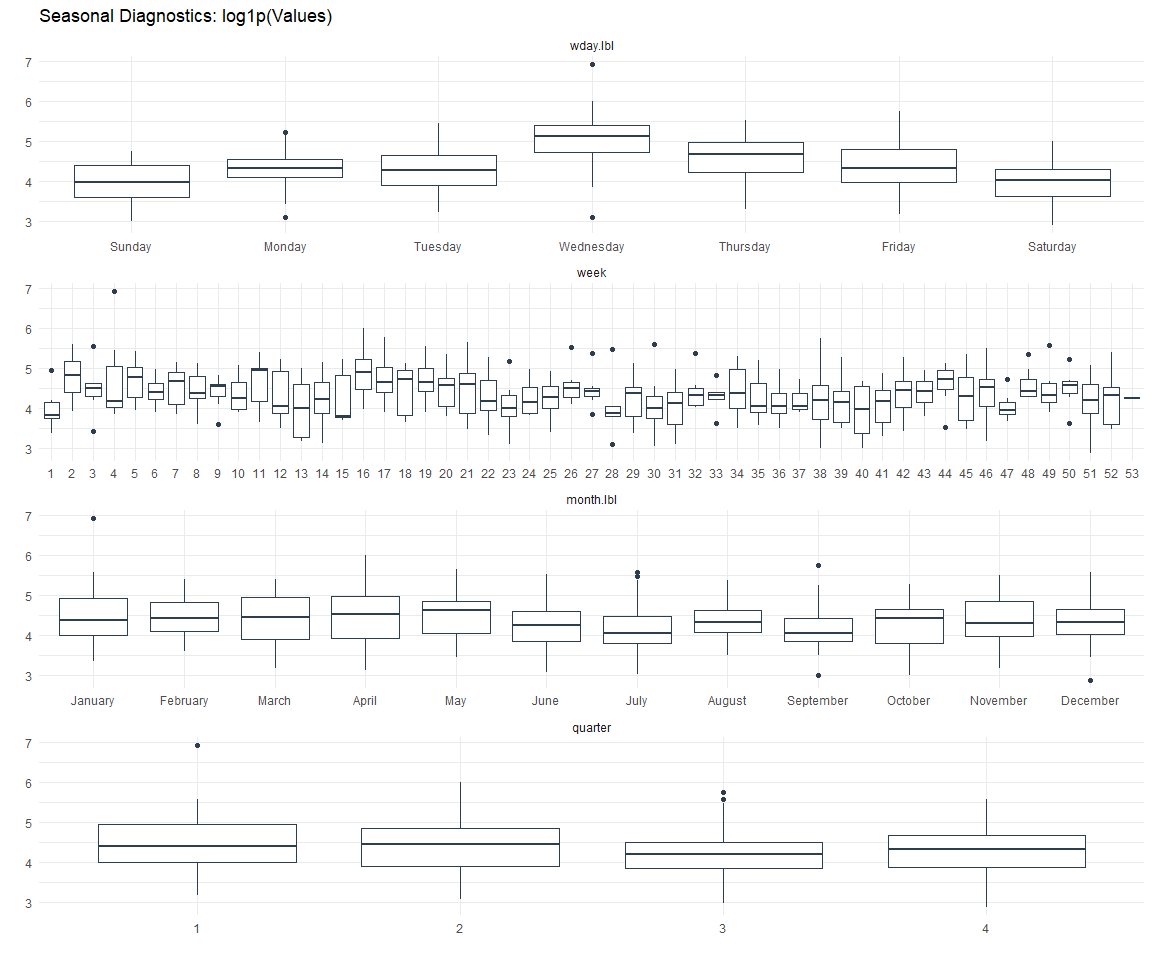 Seasonal Diagnostics: log1p(Values)
wday.lbl
7
6
5
4
3
Sunday Monday Tuesday Wednesday Thursday Friday Saturday
week
7
6
5
4
3
1 2 3 4 5 6 7 8 9 10 11 12 13 14 15 16 17 18 19 20 21 22 23 24 25 26 27 28 29 30 31 32 33 34 35 36 37 38 39 40 41 42 43 44 45 46 47 48 49 50 51 52 53
month.lbl
7
6
5
4
3
January February March April May June July August September October November December
quarter
7
6
5
4
3
1 2 3 4